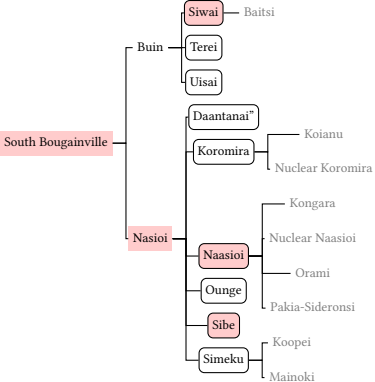 Siwai
Baitsi
Buin
Terei
Uisai
Daantanai”
South Bougainville
Koromira
Koianu
Nuclear Koromira
Kongara
Nasioi
Nuclear Naasioi
Naasioi
Orami
Ounge
Pakia-Sideronsi
Sibe
Koopei
Simeku
Mainoki